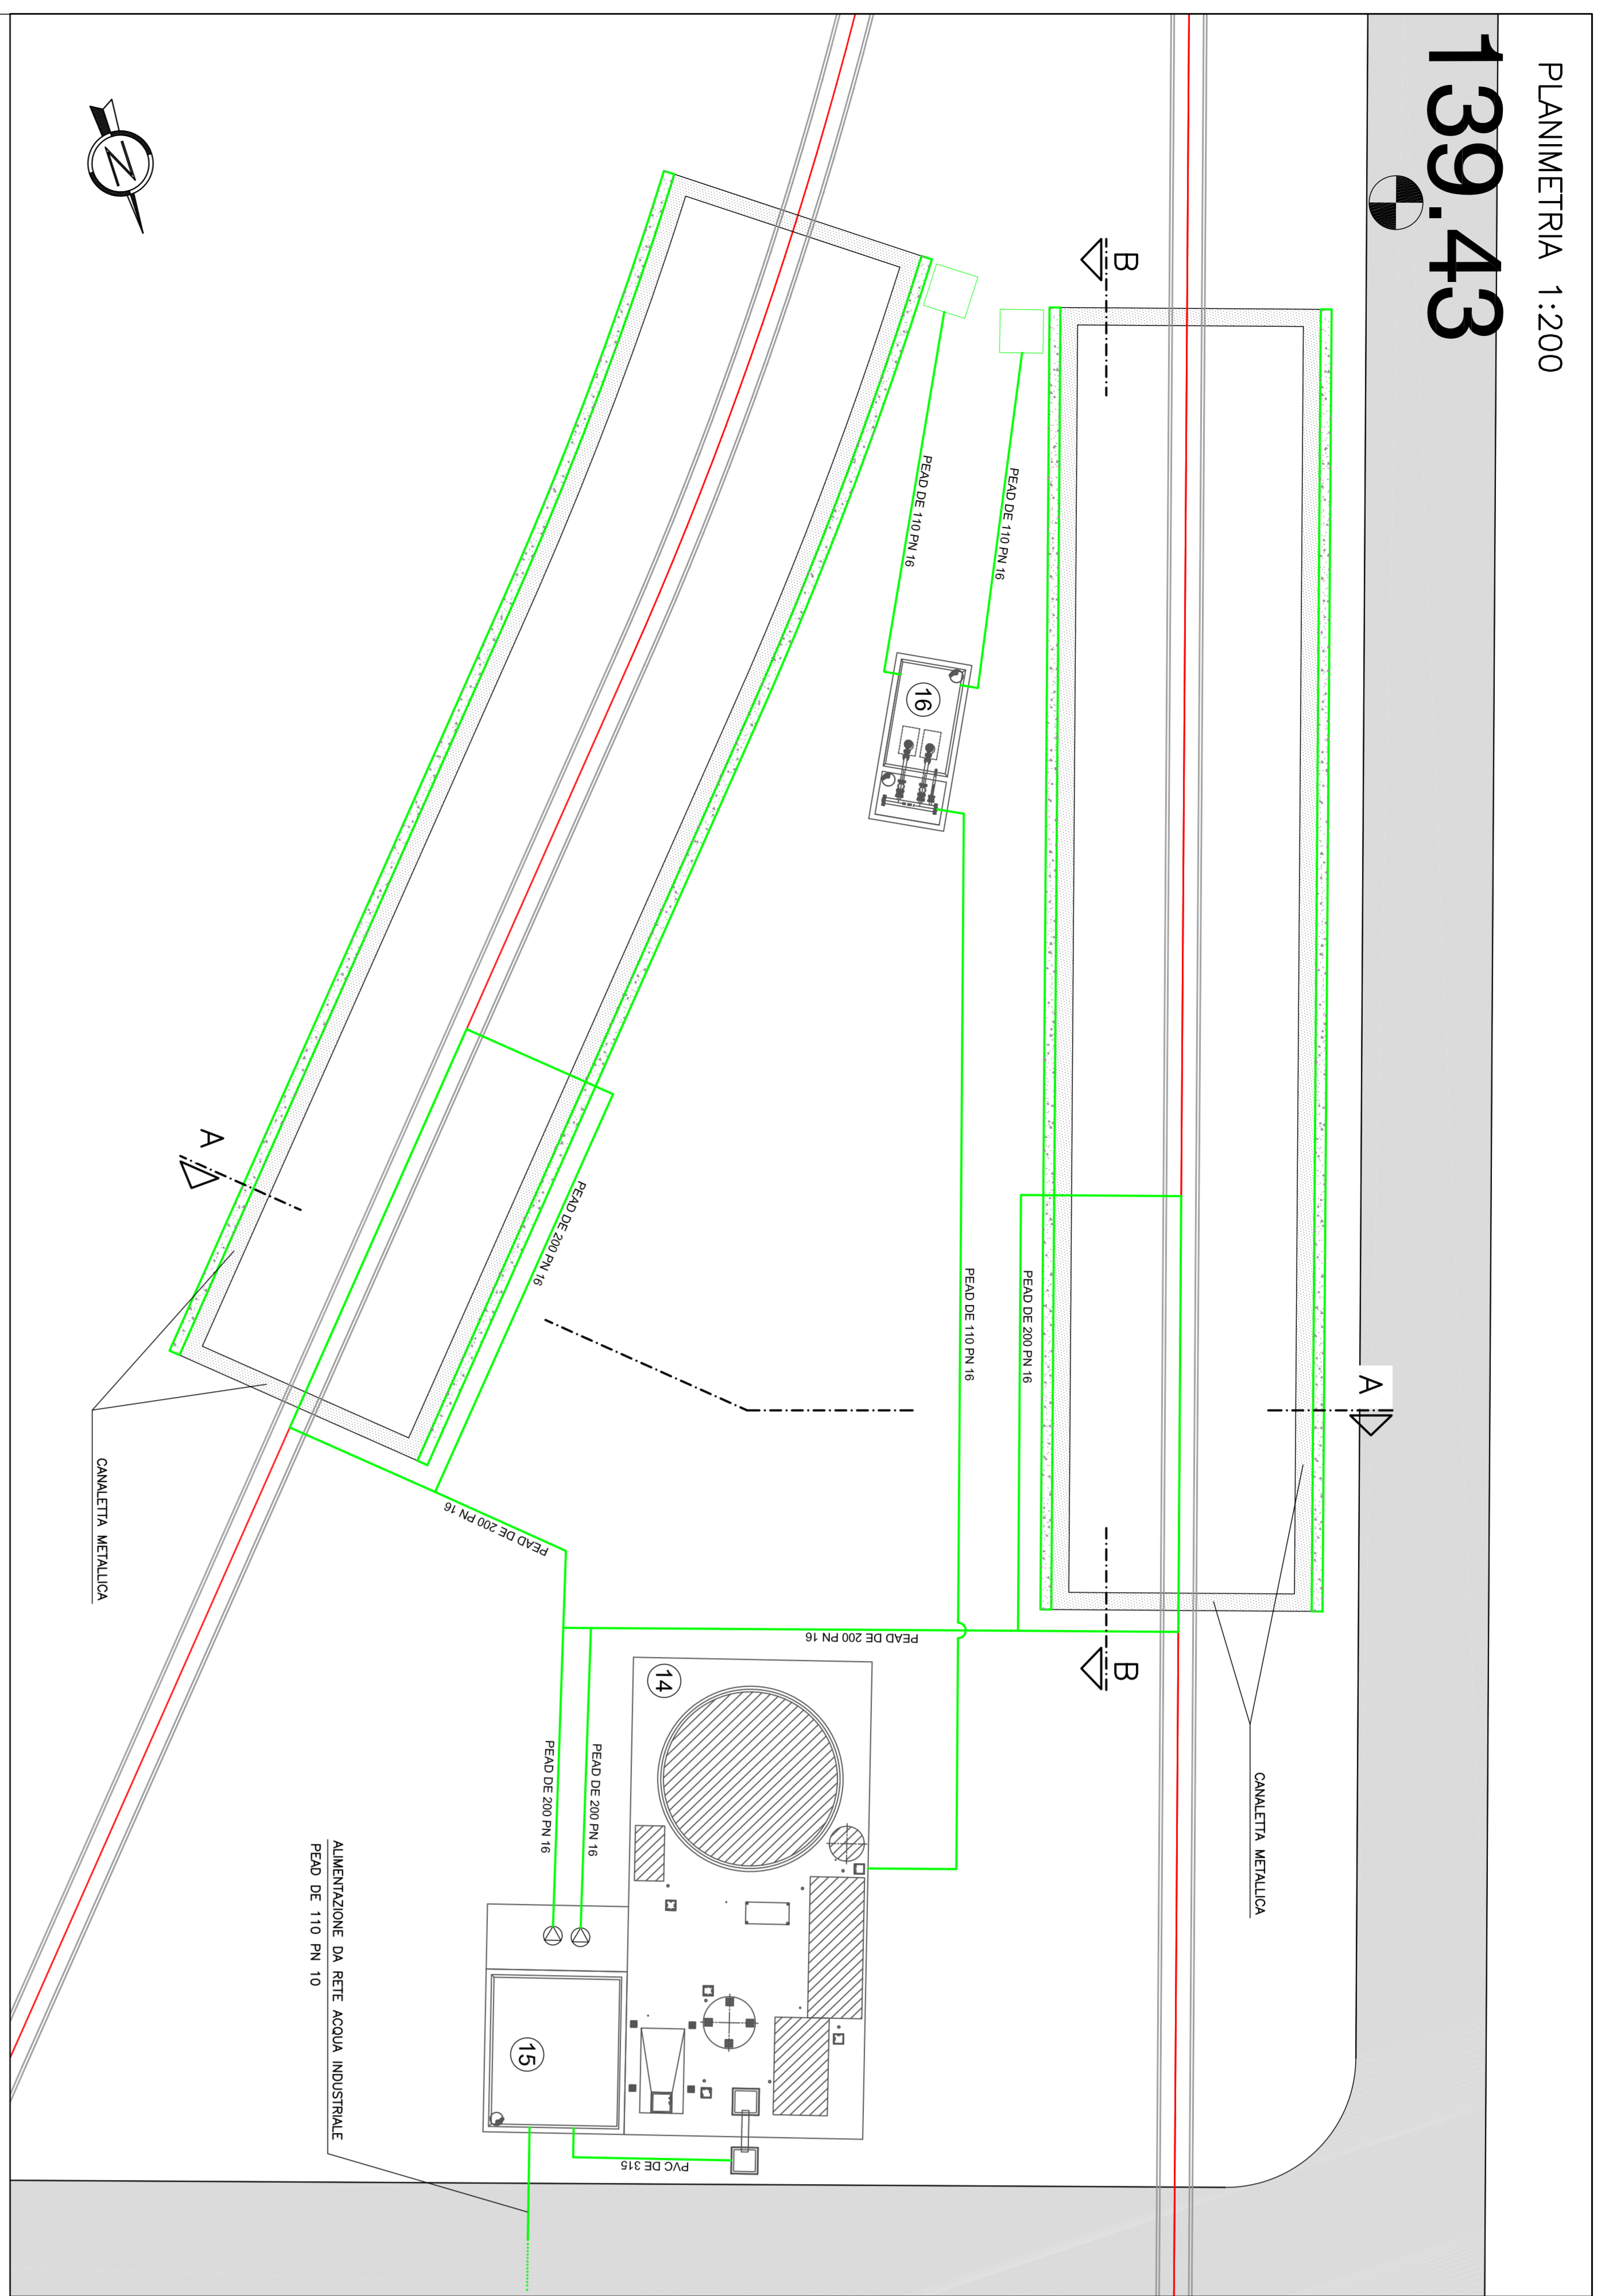 PLANIMETRIA 1:200
139.43
N
B
A
CANALETTA METALLICA
PEAD DE 110 PN 16
PEAD DE 110 PN 16
16
PEAD DE 110 PN 16
PEAD DE 200 PN 16
B
A
PEAD DE 200 PN 16
PEAD DE 200 PN 16
PEAD DE 200 PN 16
CANALETTA METALLICA
14
PEAD DE 200 PN 16
PEAD DE 200 PN 16
15
PVC DE 315
ALIMENTAZIONE DA RETE ACQUA INDUSTRIALE
PEAD DE 110 PN 10